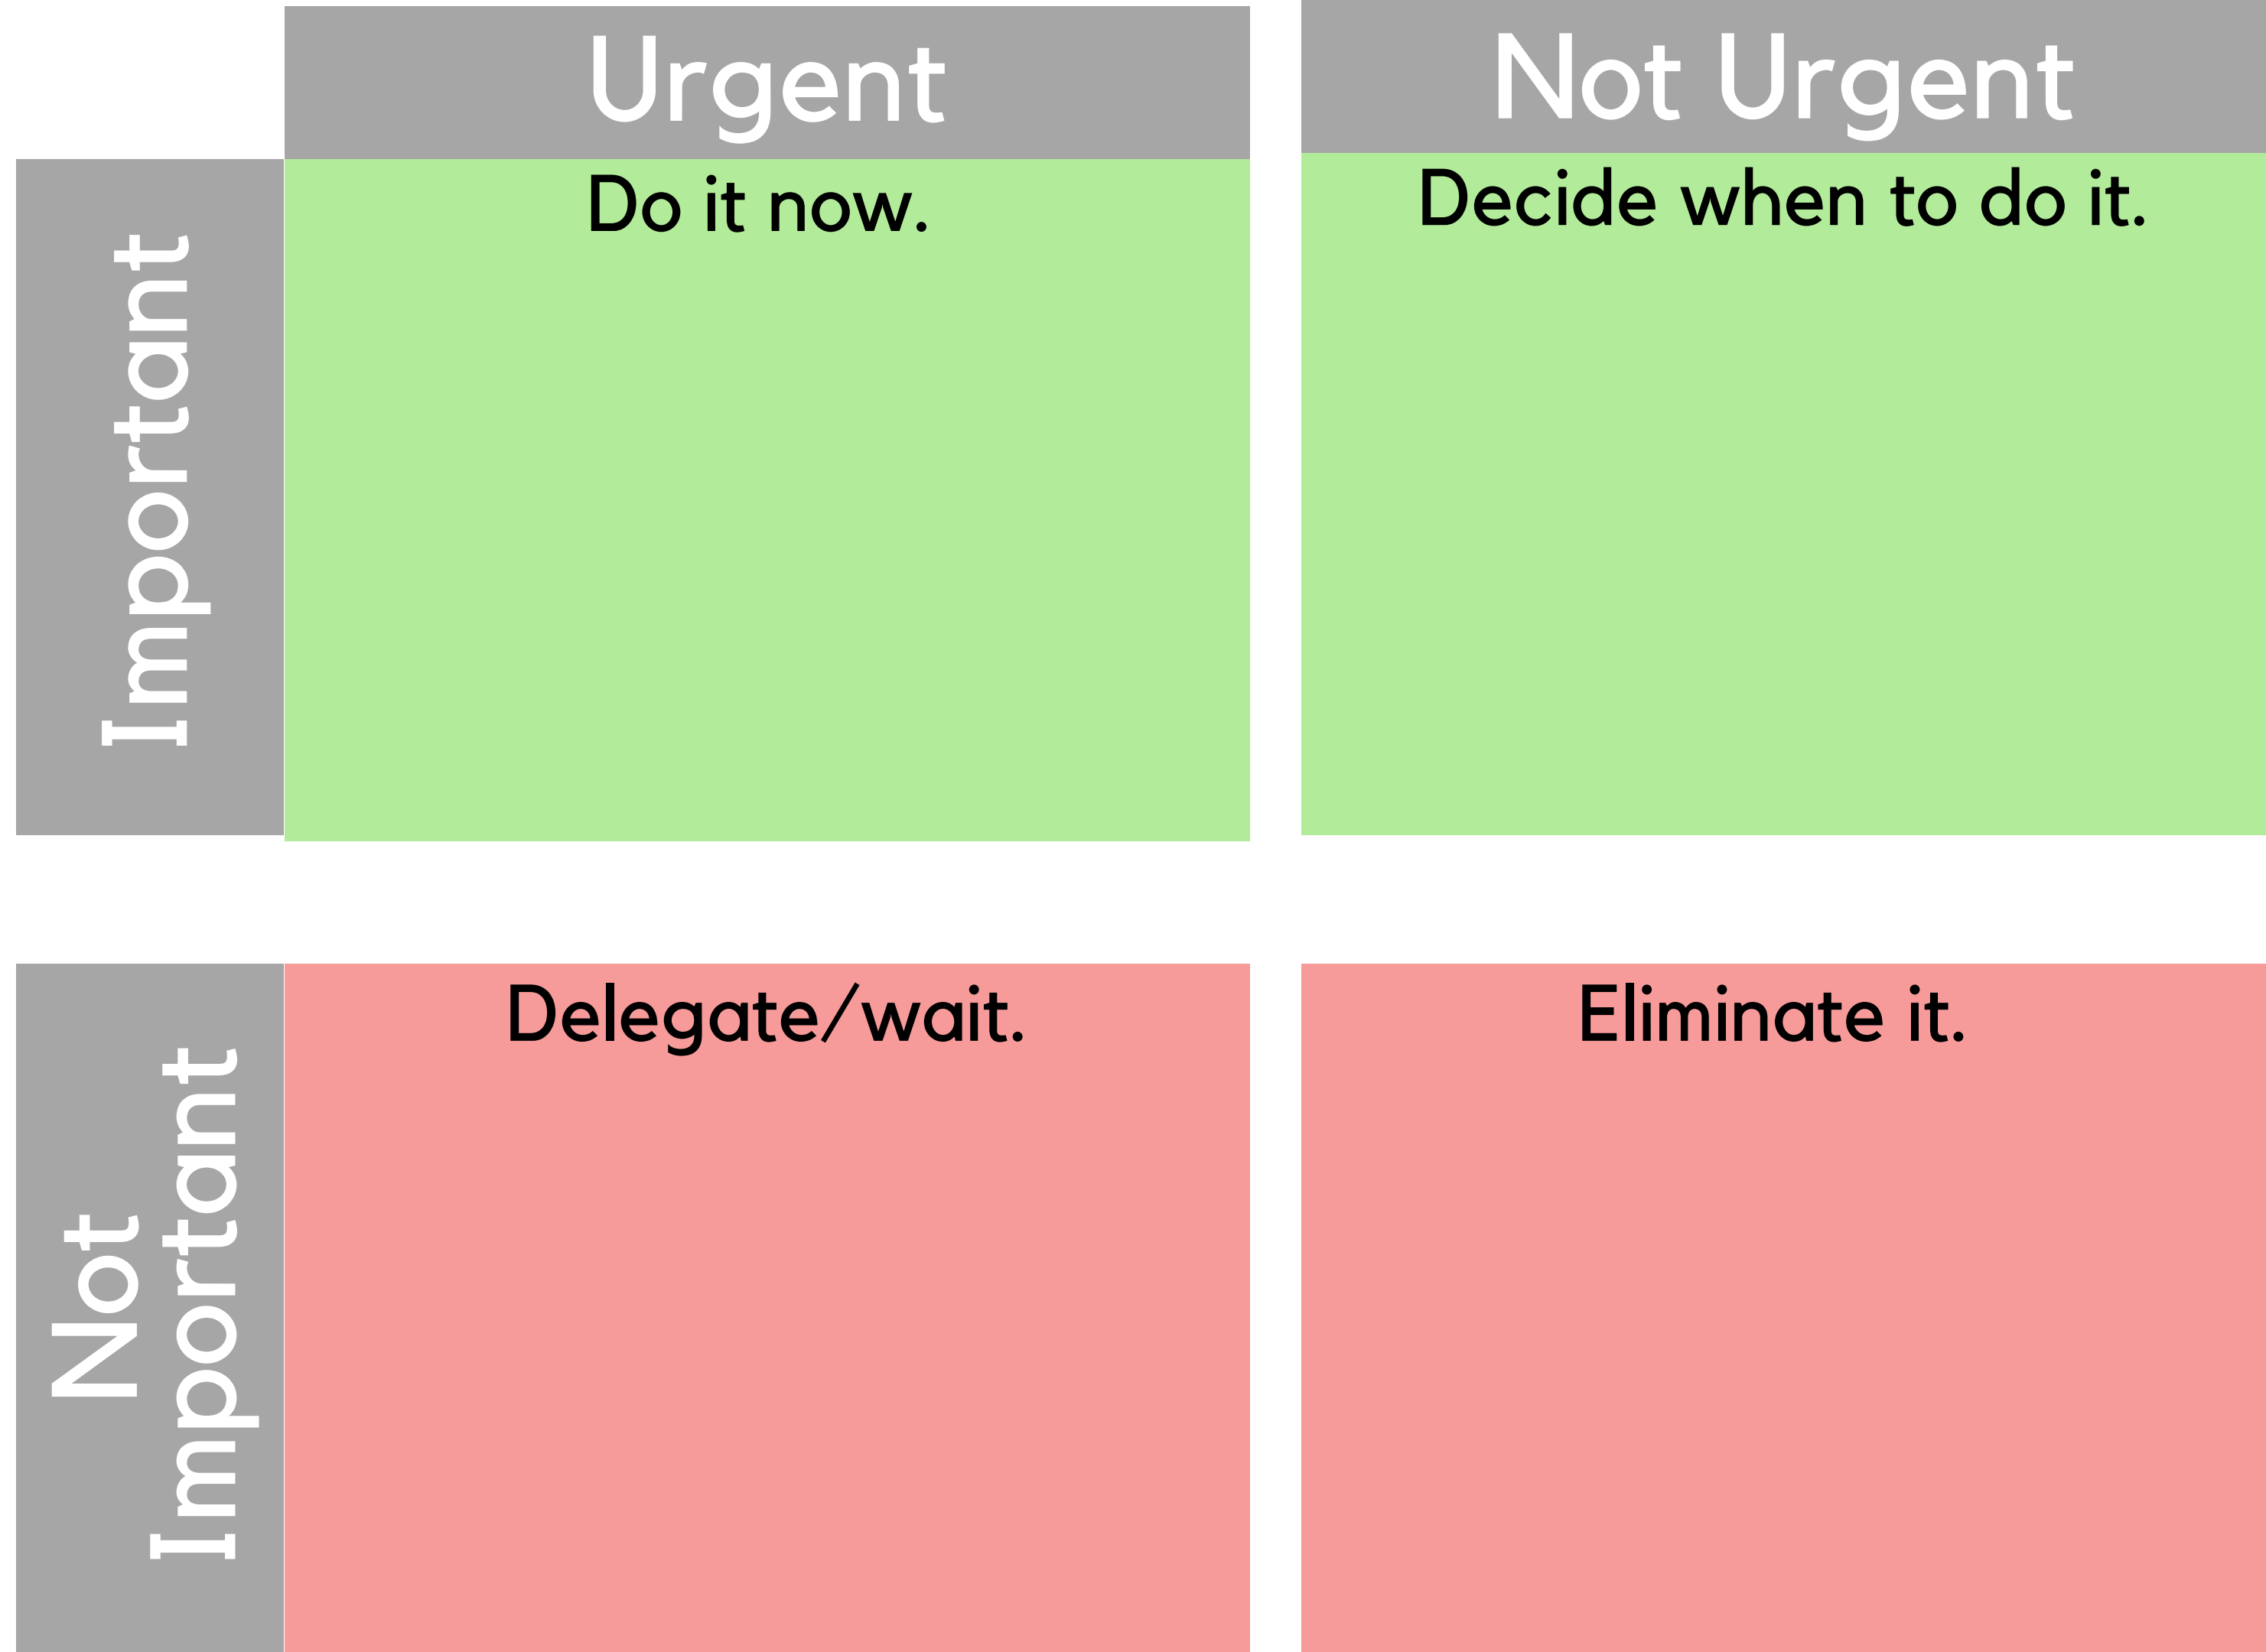 Urgent
Not Urgent
Important
Do it now.
Decide when to do it.
Not
Important
Delegate/wait.
Eliminate it.